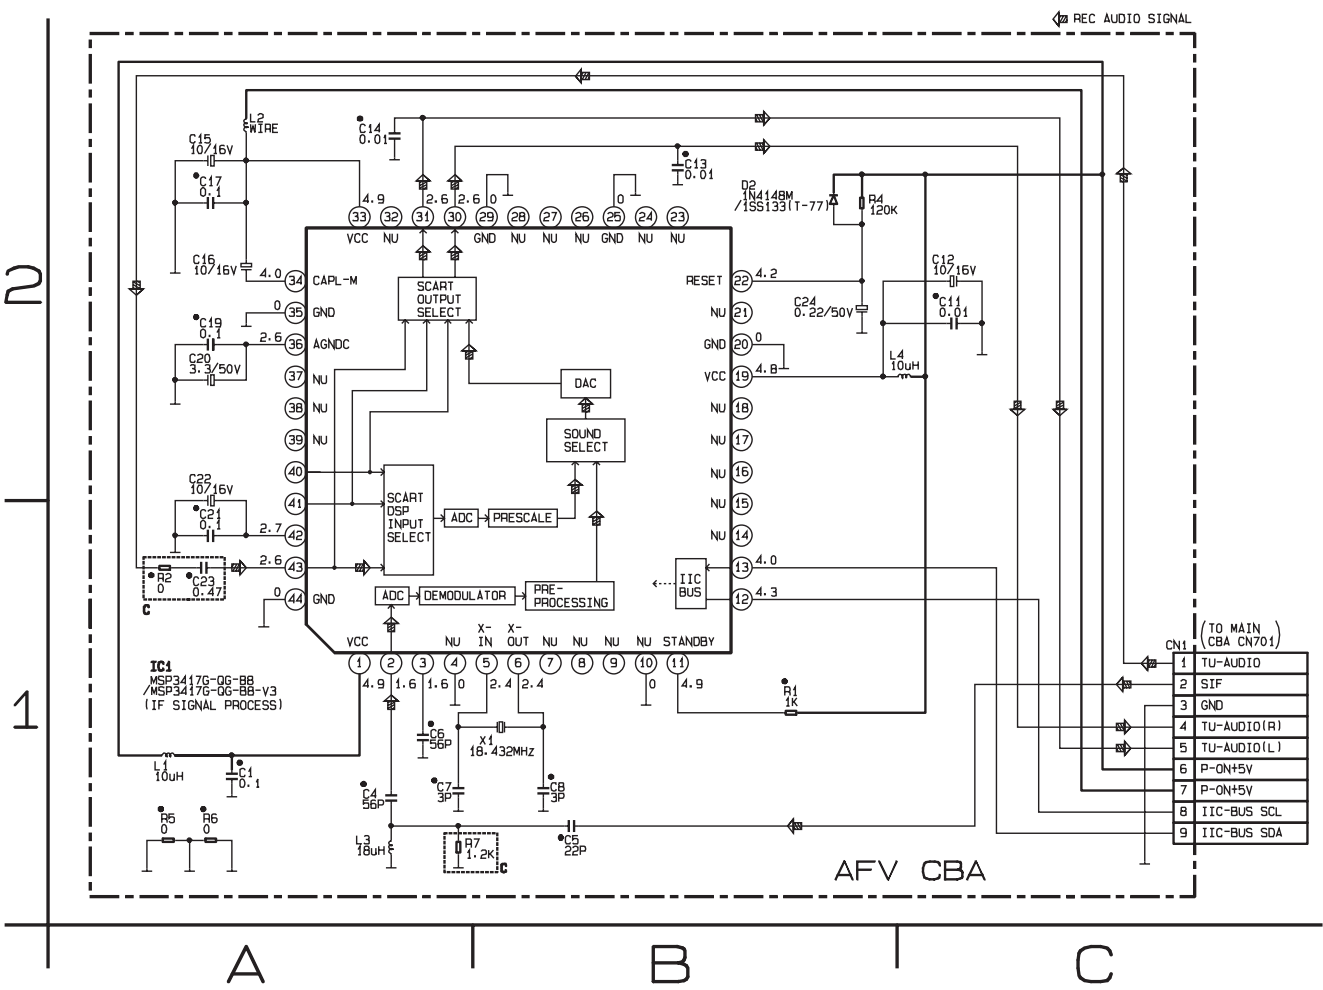 REC AUDIO SIGNAL
L2
WIRE
C15
10/16V
C17
0.1
C16
10/16V
C14
0.01
C13
0.01
D2
1N4148M
/1SS133(T-77)
R4
120K
4.9
2.6
2.6
0
0
33
32
31
30
29
28
27
26
25
24
23
VCC
NU
GND
NU
NU
NU
GND
NU
NU
4.0
34
CAPL-M
0
35
GND
C19
0.1
C20
3.3/50V
2.6
36
AGNDC
37
NU
38
NU
39
NU
40
41
C22
10/16V
C21
0.1
2.7
42
2.6
43
R2
0
C23
0.47
C
0
44
GND
SCART
OUTPUT
SELECT
DAC
SOUND
SELECT
SCART
DSP
INPUT
SELECT
ADC
PRESCALE
ADC
DEMODULATOR
PRE-
PROCESSING
IIC
BUS
RESET
22
4.2
NU
21
GND
20
0
VCC
19
4.8
NU
18
NU
17
NU
16
NU
15
NU
14
13
4.0
12
4.3
C24
0.22/50V
C12
10/16V
C11
0.01
L4
10uH
VCC
NU
X-
IN
X-
OUT
NU
NU
NU
NU
STANDBY
1
2
3
4
5
6
7
8
9
10
11
4.9
1.6
1.6
0
2.4
2.4
0
4.9
IC1
MSP3417G-QG-B8
/MSP3417G-QG-B8-V3
(IF SIGNAL PROCESS)
L1
10uH
C1
0.1
R5
0
R6
0
C6
56P
X1
18.432MHz
C4
56P
C7
3P
C8
3P
L3
18uH
R7
1.2K
C
C5
22P
R1
1K
CN1
(TO MAIN
CBA CN701)
1 TU-AUDIO
2 SIF
3 GND
4 TU-AUDIO(R)
5 TU-AUDIO(L)
6 P-ON+5V
7 P-ON+5V
8 IIC-BUS SCL
9 IIC-BUS SDA
AFV CBA
2
1
A
B
C